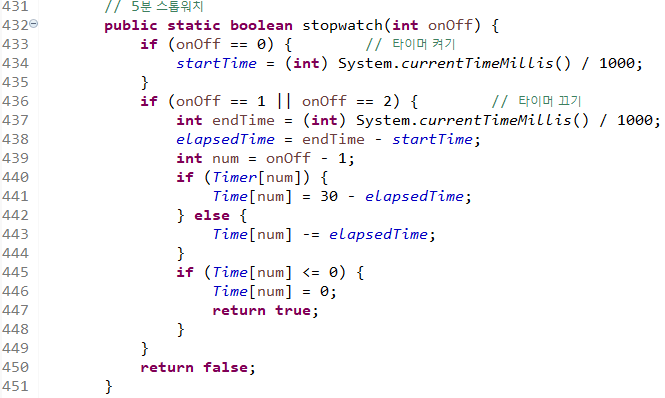 431 // 5분 스톱워치
432 public static boolean stopwatch(int onOff) {
433 if (onOff == 0) { // 타이머 켜기
434 startTime = (int) System.currentTimeMillis() / 1000;
435 }
436 if (onOff == 1 || onOff == 2) { // 타이머 끄기
437 int endTime = (int) System.currentTimeMillis() / 1000;
438 elapsedTime = endTime - startTime;
439 int num = onOff - 1;
440 if (Timer[num]) {
441 Time[num] = 30 - elapsedTime;
442 } else {
443 Time[num] -= elapsedTime;
444 }
445 if (Time[num] <= 0) {
446 Time[num] = 0;
447 return true;
448 }
449 }
450 return false;
451 }